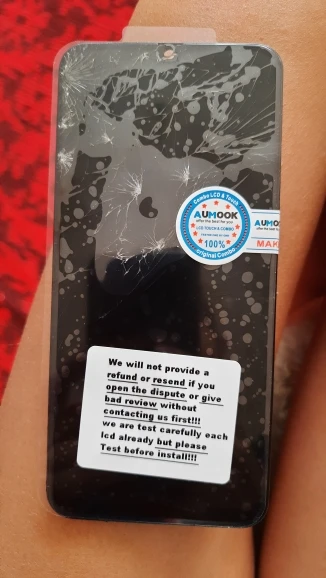 Combo LCD & Touch
AUMOOK
offer the best for you
LCD TOUCH & COMBO
100%
original Combo
AUMO
MAK
We will not provide a
refund or resend if you
open the dispute or give
bad review without
contacting us first!!!
we are test carefully each
lcd already but please
Test before install!!!